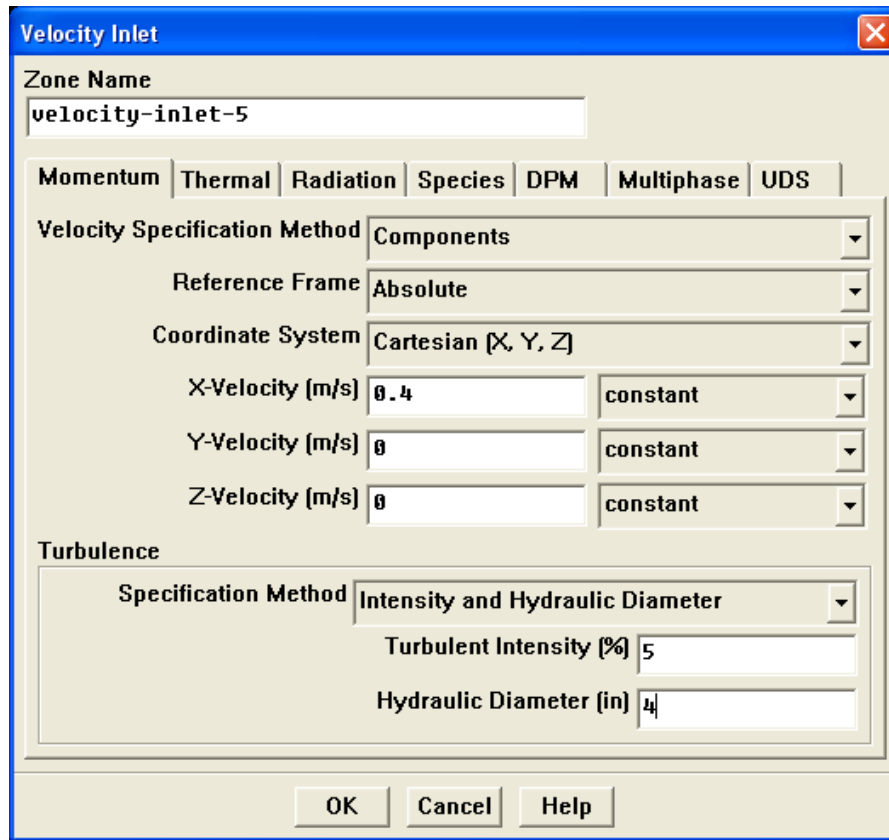 Velocity Inlet
Zone Name
velocity-inlet-5
Momentum Thermal Radiation Species DPM Multiphase UDS
Velocity Specification Method Components
Reference Frame Absolute
Coordinate System Cartesian (X, Y, Z)
X-Velocity (m/s) 0.4 constant
Y-Velocity (m/s) 0 constant
Z-Velocity (m/s) 0 constant
Turbulence
Specification Method Intensity and Hydraulic Diameter
Turbulent Intensity (%) 5
Hydraulic Diameter (in) 4
OK Cancel Help